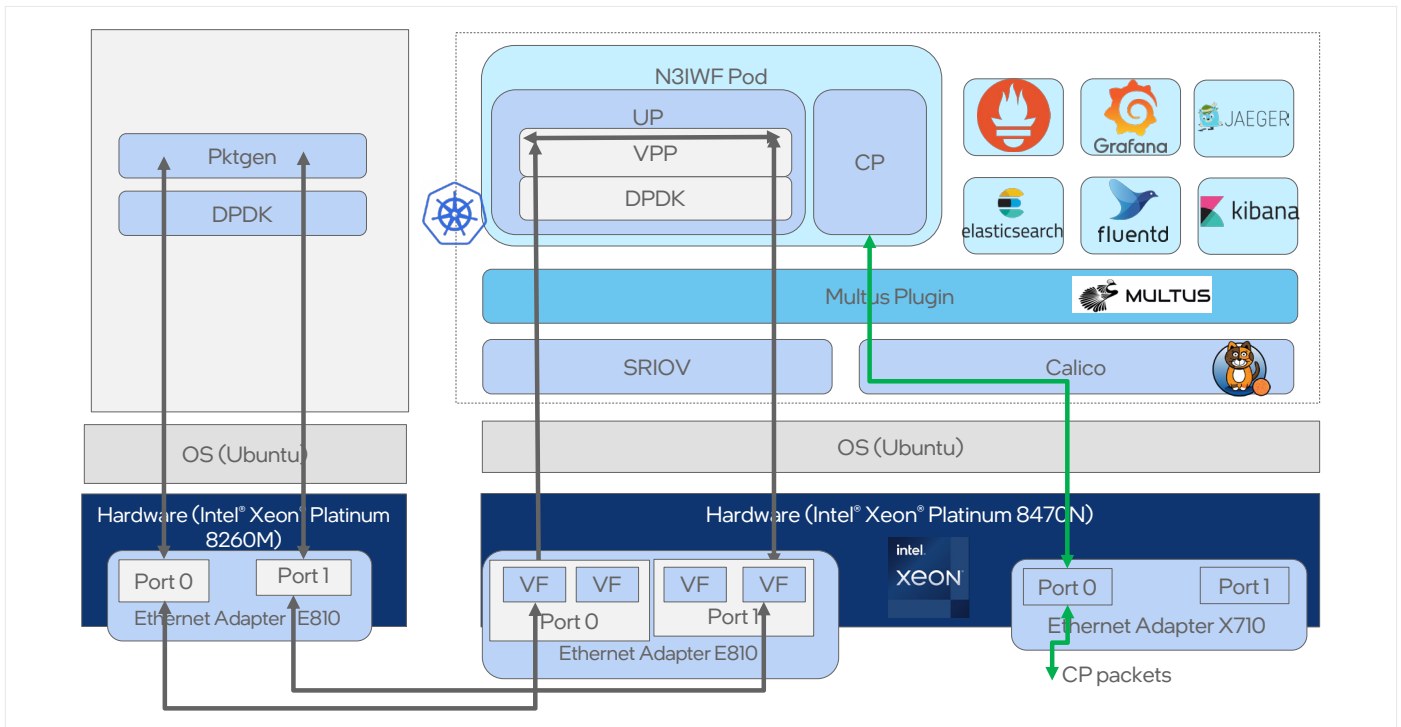 Pktgen
DPDK
OS (Ubuntu)
Hardware (Intel® Xeon® Platinum
8260M)
Port 0
Port 1
Ethernet Adapter E810
N3IWF Pod
UP
VPP
DPDK
CP
Grafana
JAEGER
elasticsearch
fluentd
kibana
Multus Plugin
MULTUS
SRIOV
Calico
OS (Ubuntu)
Hardware (Intel® Xeon® Platinum 8470N)
intel.
xeon
VF
VF
Port 0
VF
VF
Port 1
Ethernet Adapter E810
Port 0
Port 1
Ethernet Adapter X710
CP packets